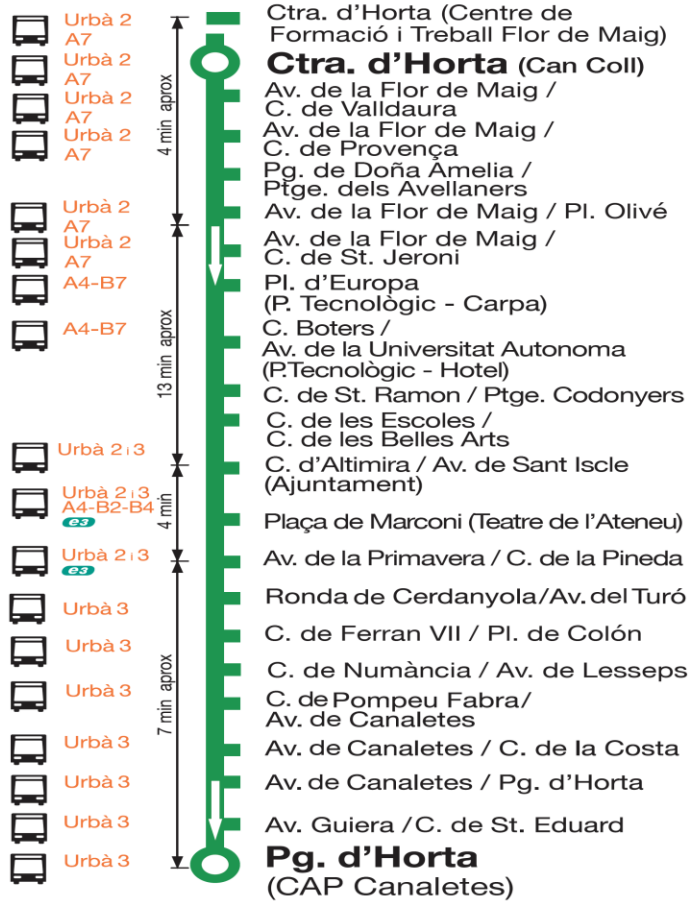 Urbà 2
A7
Ctra. d'Horta (Centre de
Formació i Treball Flor de Maig)
Urbà 2
A7
Ctra. d'Horta (Can Coll)
Urbà 2
A7
Av. de la Flor de Maig /
C. de Valldaura
Urbà 2
A7
Av. de la Flor de Maig /
C. de Provença
4 min aprox
Pg. de Doña Amelia /
Ptge. dels Avellaners
Urbà 2
A7
Av. de la Flor de Maig / Pl. Olivé
Urbà 2
A7
Av. de la Flor de Maig /
C. de St. Jeroni
A4-B7
Pl. d'Europa
(P. Tecnològic - Carpa)
A4-B7
C. Boters /
Av. de la Universitat Autonoma
(P.Tecnològic - Hotel)
13 min aprox
C. de St. Ramon / Ptge. Codonyers
C. de les Escoles /
C. de les Belles Arts
Urbà 2 i 3
C. d'Altimira / Av. de Sant Iscle
(Ajuntament)
4 min
Urbà 2 i 3
A4-B2-B4
e3
Plaça de Marconi (Teatre de l'Ateneu)
Urbà 2 i 3
e3
Av. de la Primavera / C. de la Pineda
Urbà 3
Ronda de Cerdanyola/Av. del Turó
Urbà 3
C. de Ferran VII / Pl. de Colón
Urbà 3
C. de Numància / Av. de Lesseps
7 min aprox
C. de Pompeu Fabra/
Av. de Canaletes
Urbà 3
Av. de Canaletes / C. de la Costa
Urbà 3
Av. de Canaletes / Pg. d'Horta
Urbà 3
Av. Guiera / C. de St. Eduard
Urbà 3
Pg. d'Horta
(CAP Canaletes)